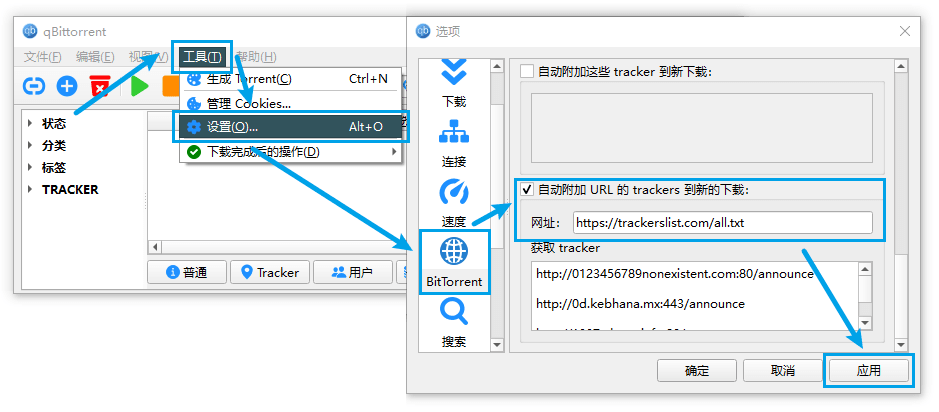 qBittorrent
文件(F) 编辑(E) 视图(V) 工具(T) 帮助(H)
生成 Torrent(C) Ctrl+N
管理 Cookies...
设置(O)... Alt+O
下载完成后的操作(D)
状态
分类
标签
TRACKER
普通
Tracker
用户
选项
下载
连接
速度
BitTorrent
搜索
自动附加这些 tracker 到新下载:
自动附加 URL 的 trackers 到新的下载:
网址: https://trackerslist.com/all.txt
获取 tracker
http://0123456789nonexistent.com:80/announce
http://0d.kebhana.mx:443/announce
确定 取消 应用